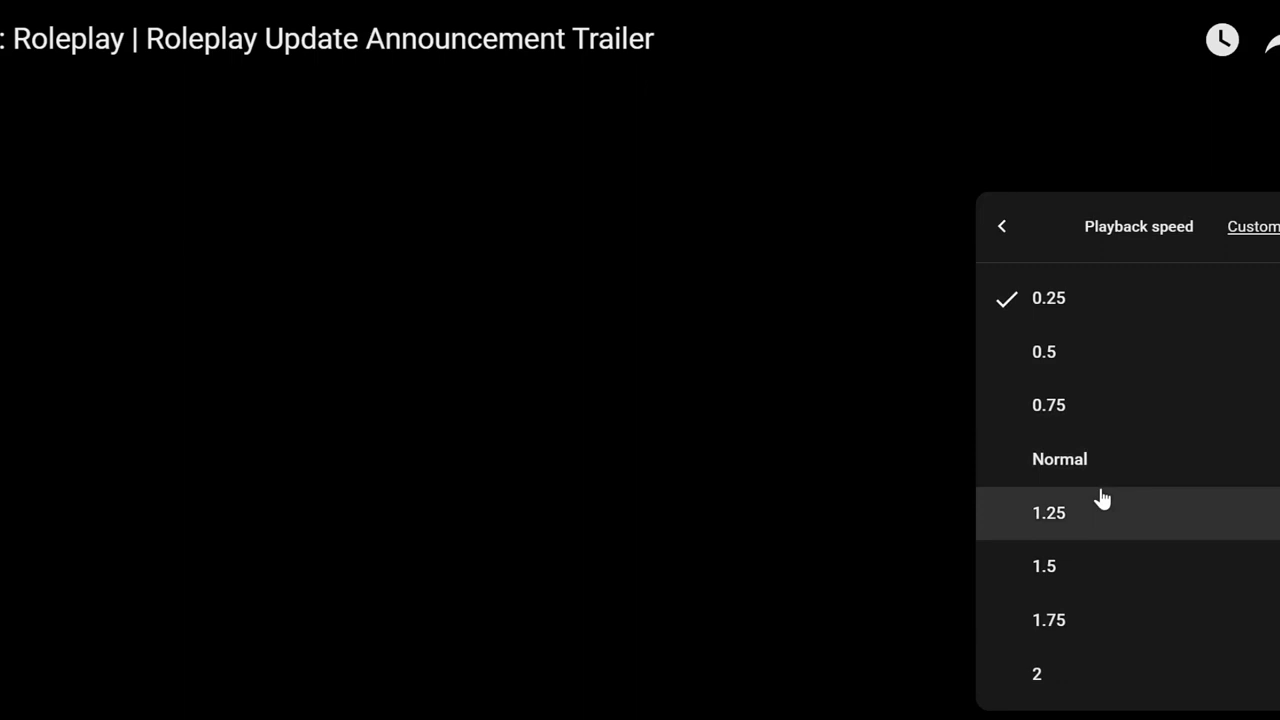 : Roleplay | Roleplay Update Announcement Trailer
Playback speed Custom
0.25
0.5
0.75
Normal
1.25
1.5
1.75
2